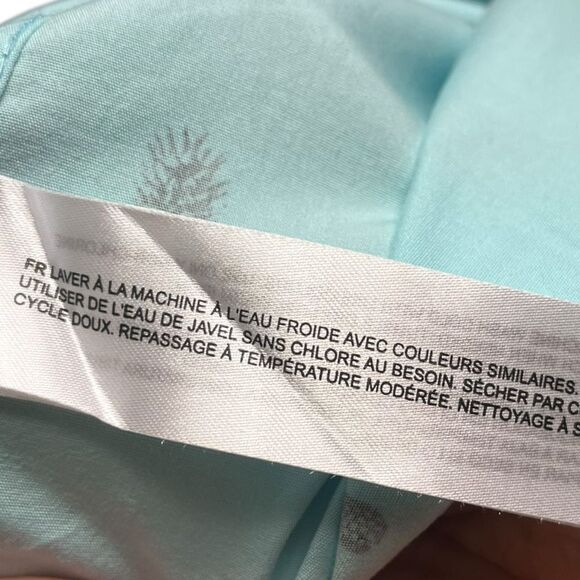 FR LAVER À LA MACHINE À L'EAU FROIDE AVEC COULEURS SIMILAIRES.
UTILISER DE L'EAU DE JAVEL SANS CHLORE AU BESOIN. SÉCHER PAR C
CYCLE DOUX. REPASSAGE À TEMPÉRATURE MODÉRÉE. NETTOYAGE À S